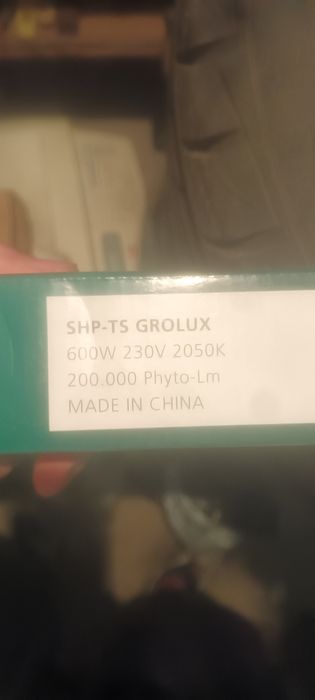 SHP-TS GROLUX
600W 230V 2050K
200.000 Phyto-Lm
MADE IN CHINA